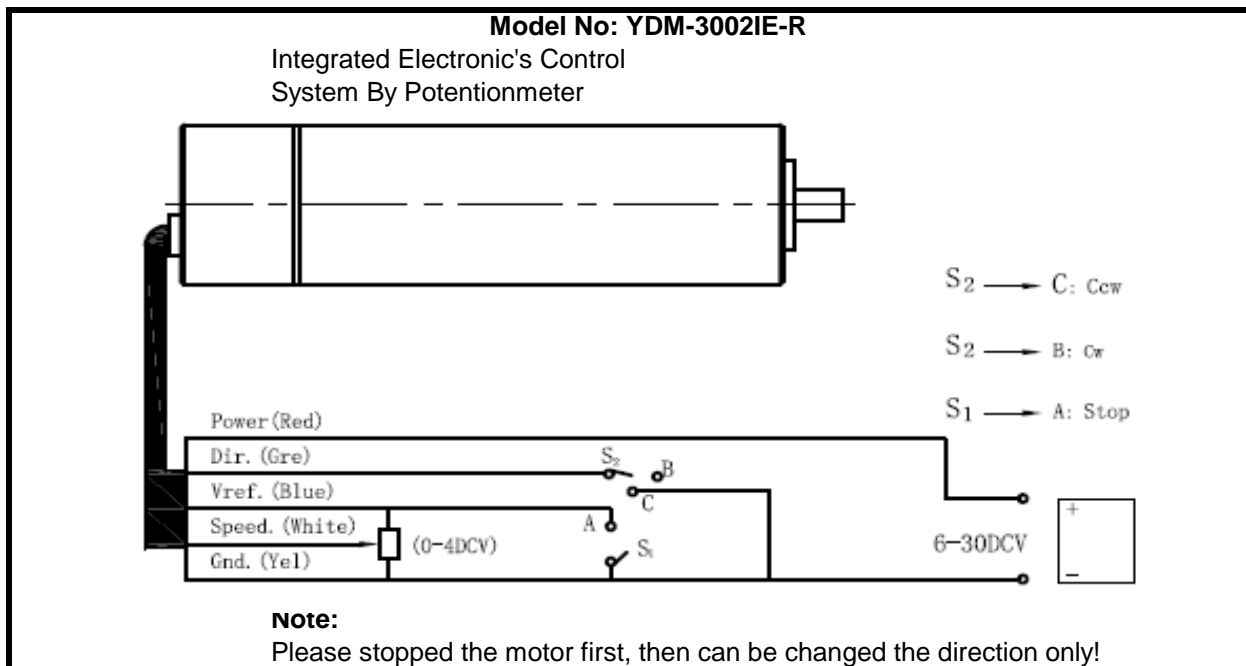 Model No: YDM-3002IE-R
Integrated Electronic's Control
System By Potentionmeter
S2 → C: Ccw
S2 → B: Cw
S1 → A: Stop
Power(Red)
Dir. (Gre)
S2
B
Vref. (Blue)
C
Speed. (White)
A
(0-4DCV)
S1
Gnd. (Yel)
+
6-30DCV
−
Note:
Please stopped the motor first, then can be changed the direction only!